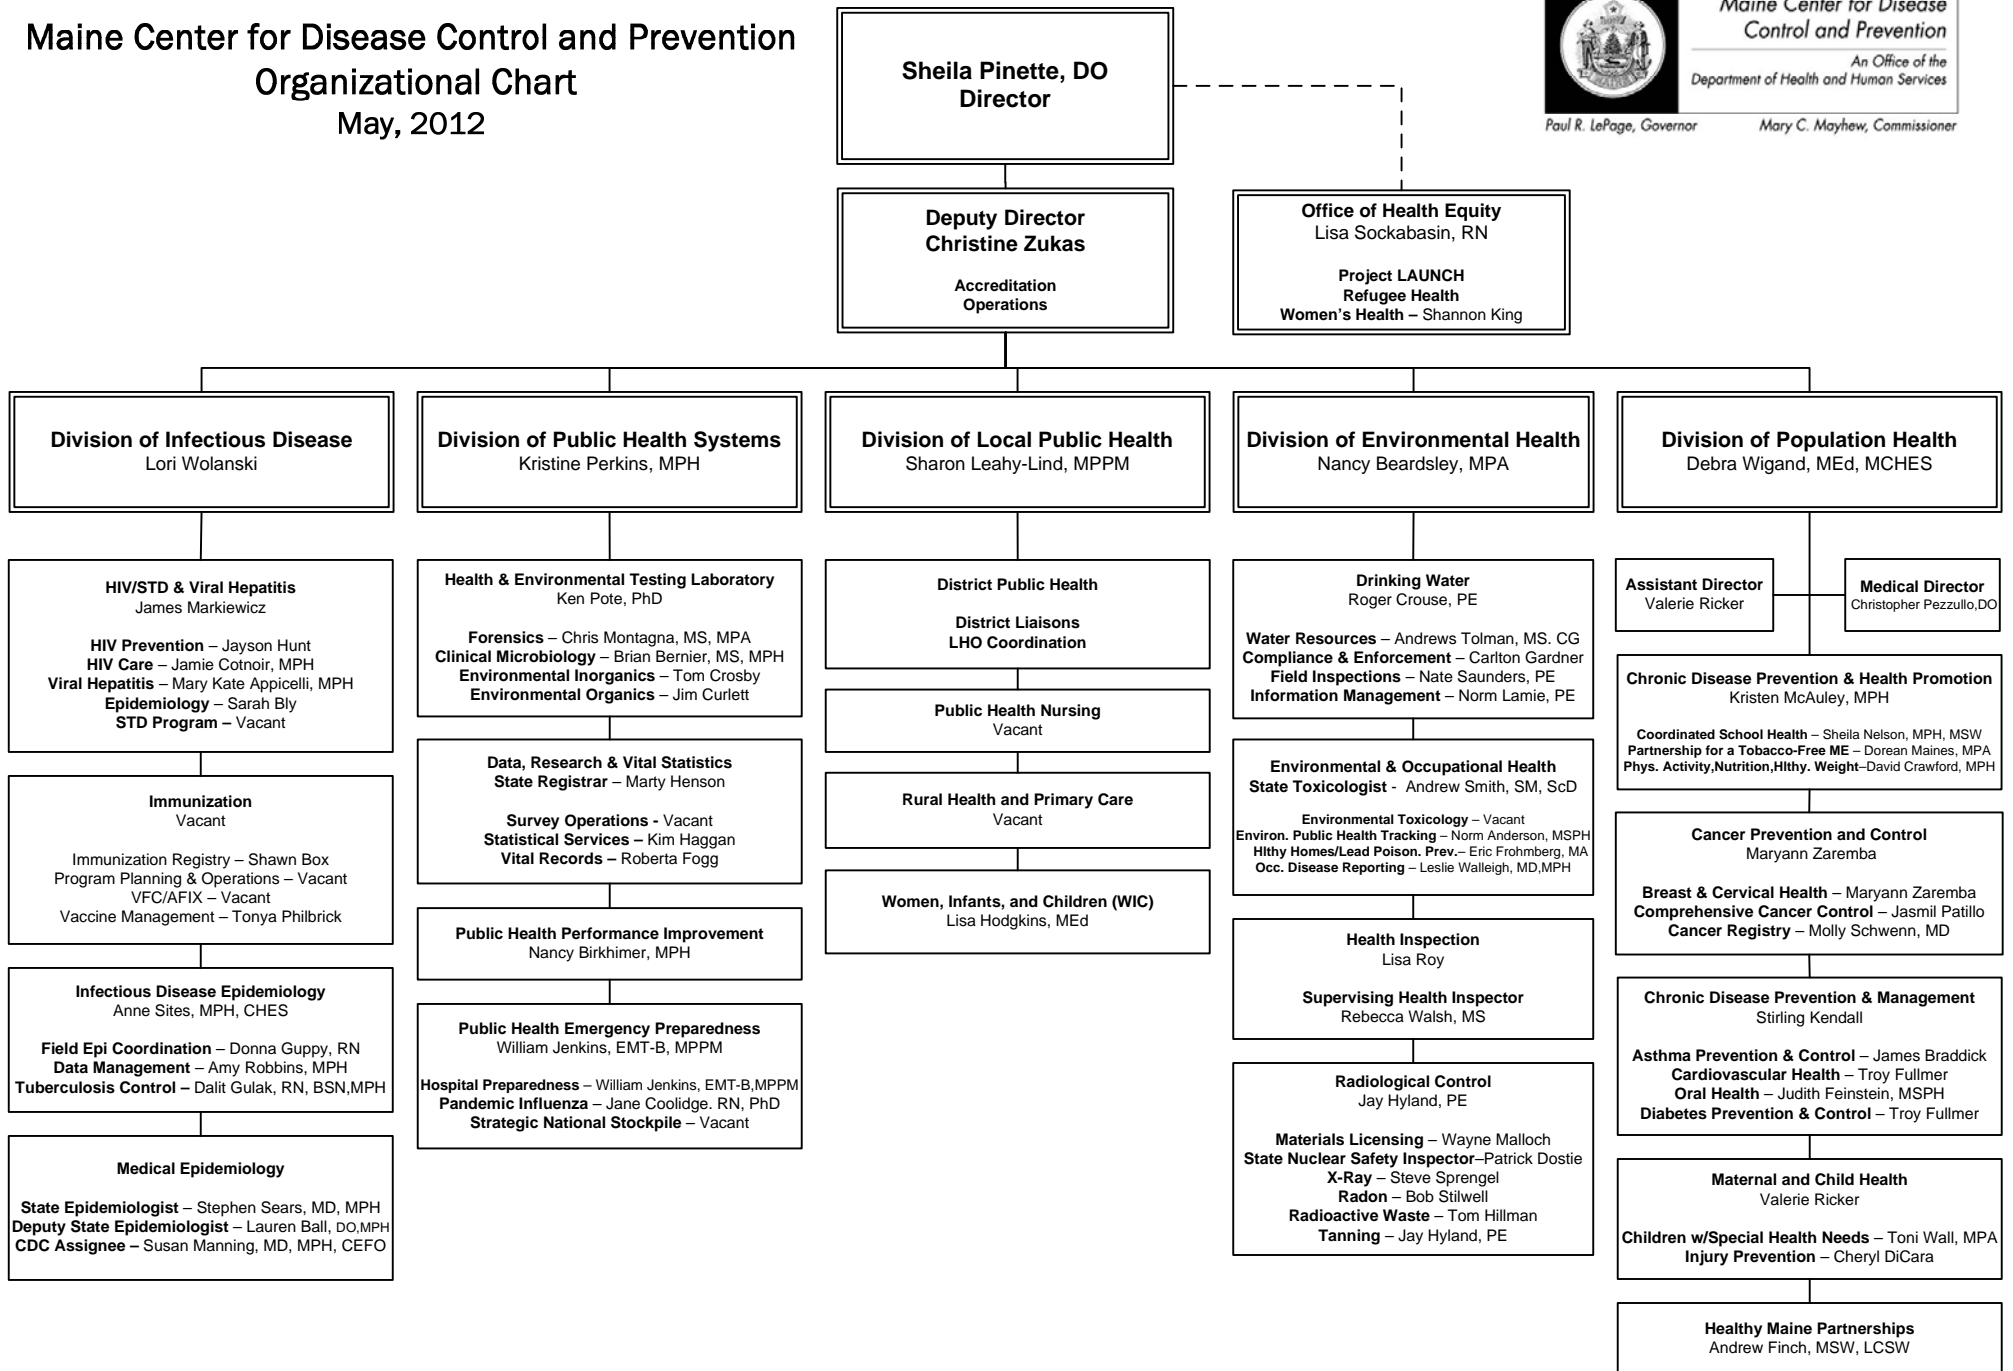 Maine Center for Disease Control and Prevention
Organizational Chart
May, 2012
Sheila Pinette, DO
Director
Maine Center for Disease
Control and Prevention
An Office of the
Department of Health and Human Services
Paul R. LePage, Governor
Mary C. Mayhew, Commissioner
Deputy Director
Christine Zukas
Accreditation
Operations
Office of Health Equity
Lisa Sockabasin, RN
Project LAUNCH
Refugee Health
Women's Health – Shannon King
Division of Infectious Disease
Lori Wolanski
HIV/STD & Viral Hepatitis
James Markiewicz
HIV Prevention – Jayson Hunt
HIV Care – Jamie Cotnoir, MPH
Viral Hepatitis – Mary Kate Appicelli, MPH
Epidemiology – Sarah Bly
STD Program – Vacant
Immunization
Vacant
Immunization Registry – Shawn Box
Program Planning & Operations – Vacant
VFC/AFIX – Vacant
Vaccine Management – Tonya Philbrick
Infectious Disease Epidemiology
Anne Sites, MPH, CHES
Field Epi Coordination – Donna Guppy, RN
Data Management – Amy Robbins, MPH
Tuberculosis Control – Dalit Gulak, RN, BSN,MPH
Medical Epidemiology
State Epidemiologist – Stephen Sears, MD, MPH
Deputy State Epidemiologist – Lauren Ball, DO,MPH
CDC Assignee – Susan Manning, MD, MPH, CEFO
Division of Public Health Systems
Kristine Perkins, MPH
Health & Environmental Testing Laboratory
Ken Pote, PhD
Forensics – Chris Montagna, MS, MPA
Clinical Microbiology – Brian Bernier, MS, MPH
Environmental Inorganics – Tom Crosby
Environmental Organics – Jim Curlett
Data, Research & Vital Statistics
State Registrar – Marty Henson
Survey Operations - Vacant
Statistical Services – Kim Haggan
Vital Records – Roberta Fogg
Public Health Performance Improvement
Nancy Birkhimer, MPH
Public Health Emergency Preparedness
William Jenkins, EMT-B, MPPM
Hospital Preparedness – William Jenkins, EMT-B,MPPM
Pandemic Influenza – Jane Coolidge. RN, PhD
Strategic National Stockpile – Vacant
Division of Local Public Health
Sharon Leahy-Lind, MPPM
District Public Health
District Liaisons
LHO Coordination
Public Health Nursing
Vacant
Rural Health and Primary Care
Vacant
Women, Infants, and Children (WIC)
Lisa Hodgkins, MEd
Division of Environmental Health
Nancy Beardsley, MPA
Drinking Water
Roger Crouse, PE
Water Resources – Andrews Tolman, MS. CG
Compliance & Enforcement – Carlton Gardner
Field Inspections – Nate Saunders, PE
Information Management – Norm Lamie, PE
Environmental & Occupational Health
State Toxicologist - Andrew Smith, SM, ScD
Environmental Toxicology – Vacant
Environ. Public Health Tracking – Norm Anderson, MSPH
Hlthy Homes/Lead Poison. Prev.– Eric Frohmberg, MA
Occ. Disease Reporting – Leslie Walleigh, MD,MPH
Health Inspection
Lisa Roy
Supervising Health Inspector
Rebecca Walsh, MS
Radiological Control
Jay Hyland, PE
Materials Licensing – Wayne Malloch
State Nuclear Safety Inspector–Patrick Dostie
X-Ray – Steve Sprengel
Radon – Bob Stilwell
Radioactive Waste – Tom Hillman
Tanning – Jay Hyland, PE
Division of Population Health
Debra Wigand, MEd, MCHES
Assistant Director
Valerie Ricker
Medical Director
Christopher Pezzullo,DO
Chronic Disease Prevention & Health Promotion
Kristen McAuley, MPH
Coordinated School Health – Sheila Nelson, MPH, MSW
Partnership for a Tobacco-Free ME – Dorean Maines, MPA
Phys. Activity,Nutrition,Hlthy. Weight–David Crawford, MPH
Cancer Prevention and Control
Maryann Zaremba
Breast & Cervical Health – Maryann Zaremba
Comprehensive Cancer Control – Jasmil Patillo
Cancer Registry – Molly Schwenn, MD
Chronic Disease Prevention & Management
Stirling Kendall
Asthma Prevention & Control – James Braddick
Cardiovascular Health – Troy Fullmer
Oral Health – Judith Feinstein, MSPH
Diabetes Prevention & Control – Troy Fullmer
Maternal and Child Health
Valerie Ricker
Children w/Special Health Needs – Toni Wall, MPA
Injury Prevention – Cheryl DiCara
Healthy Maine Partnerships
Andrew Finch, MSW, LCSW